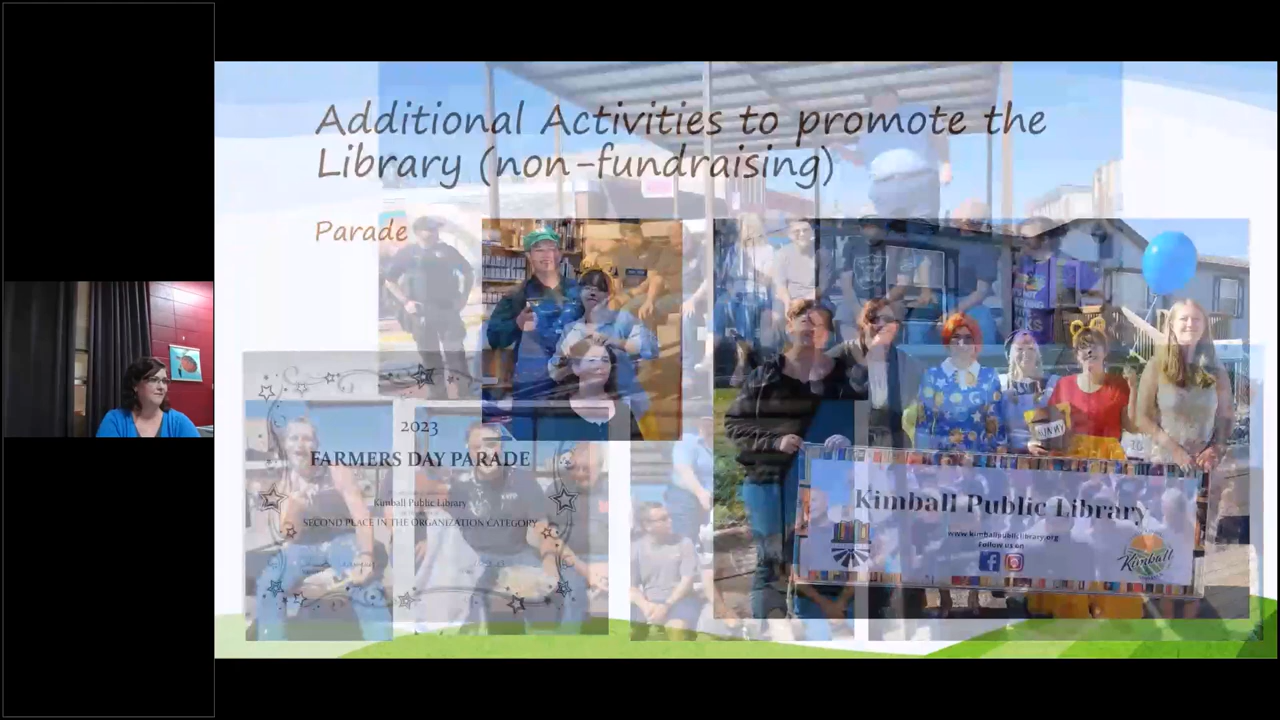 Additional Activities to promote the
Library (non-fundraising)
Parade
2023
FARMERS DAY PARADE
Kimball Public Library
SECOND PLACE IN THE ORGANIZATION CATEGORY
Kimball Public Library
www.kimballpubliclibrary.org
Follow us on
Kimball